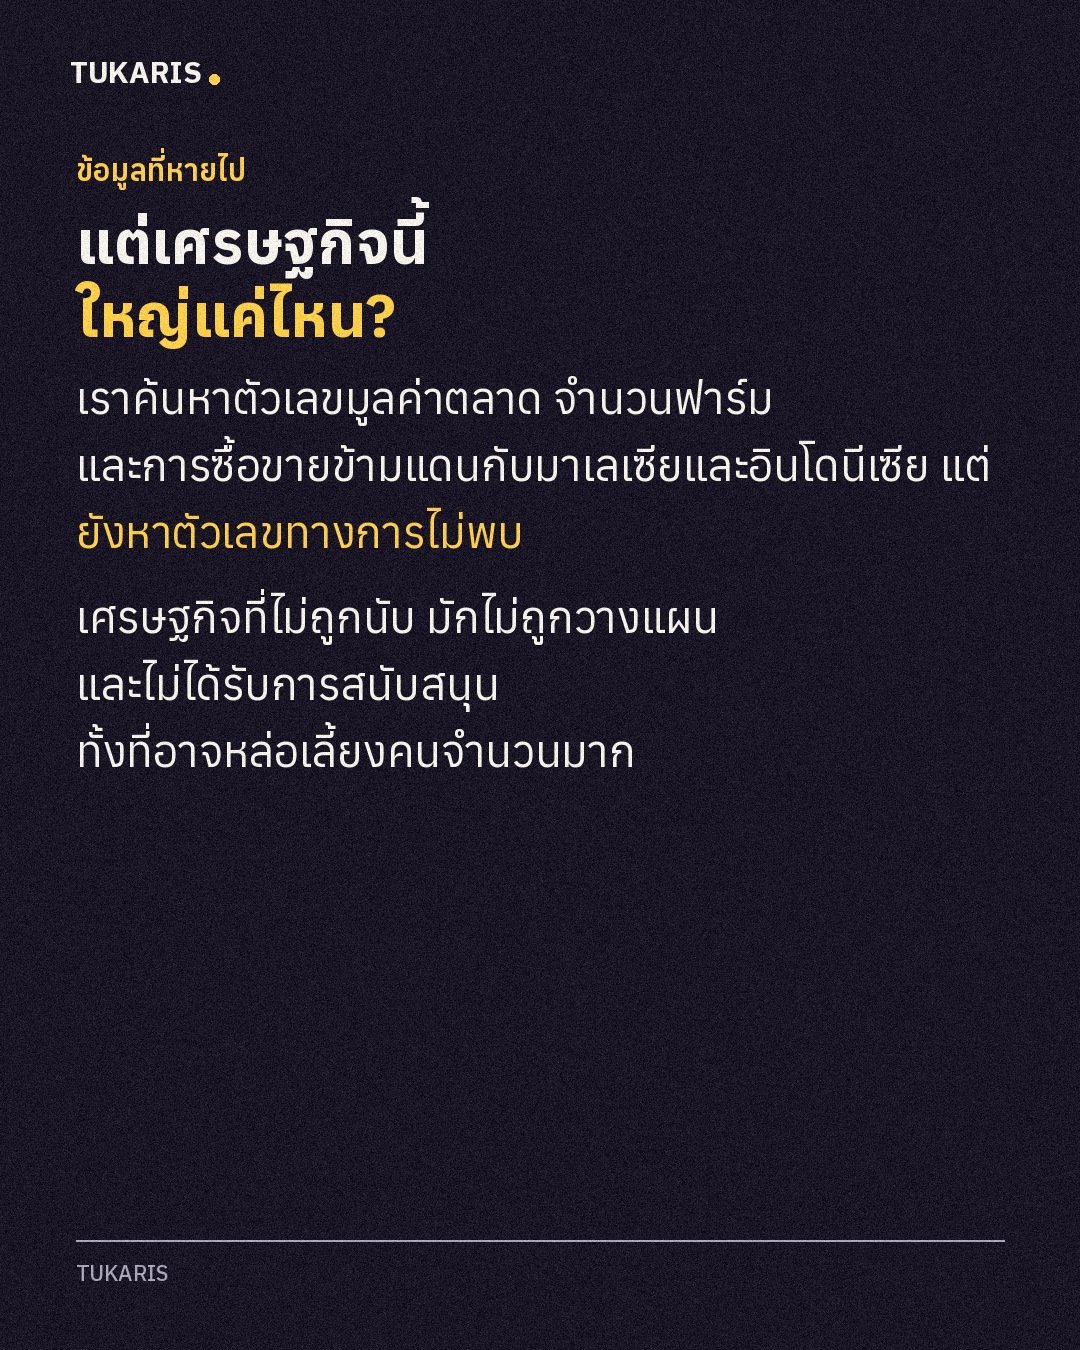 TUKARIS.
ข้อมูลที่หายไป
แต่เศรษฐกิจนี้
ใหญ่แค่ไหน?
เราค้นหาตัวเลขมูลค่าตลาด จำนวนฟาร์ม
และการซื้อขายข้ามแดนกับมาเลเซียและอินโดนีเซีย แต่
ยังหาตัวเลขทางการไม่พบ
เศรษฐกิจที่ไม่ถูกนับ มักไม่ถูกวางแผน
และไม่ได้รับการสนับสนุน
ทั้งที่อาจหล่อเลี้ยงคนจำนวนมาก
TUKARIS